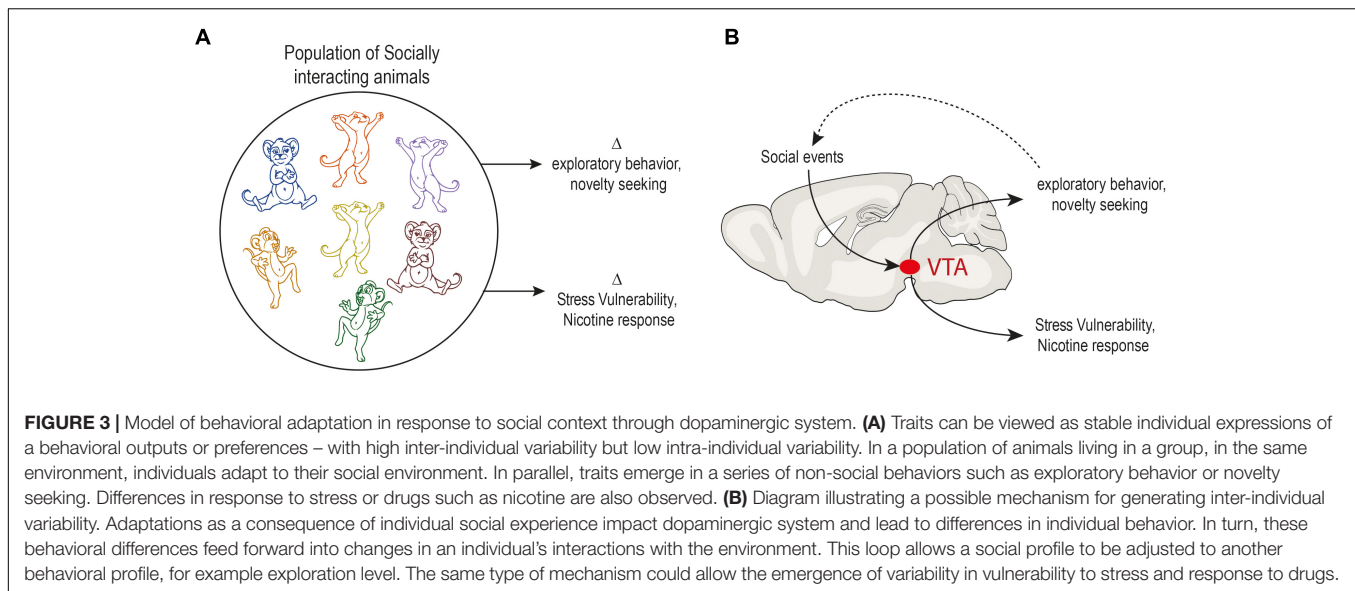 A
Population of Socially
interacting animals
Δ
exploratory behavior,
novelty seeking
Δ
Stress Vulnerability,
Nicotine response
B
Social events
exploratory behavior,
novelty seeking
VTA
Stress Vulnerability,
Nicotine response
FIGURE 3 | Model of behavioral adaptation in response to social context through dopaminergic system. (A) Traits can be viewed as stable individual expressions of
a behavioral outputs or preferences – with high inter-individual variability but low intra-individual variability. In a population of animals living in a group, in the same
environment, individuals adapt to their social environment. In parallel, traits emerge in a series of non-social behaviors such as exploratory behavior or novelty
seeking. Differences in response to stress or drugs such as nicotine are also observed. (B) Diagram illustrating a possible mechanism for generating inter-individual
variability. Adaptations as a consequence of individual social experience impact dopaminergic system and lead to differences in individual behavior. In turn, these
behavioral differences feed forward into changes in an individual's interactions with the environment. This loop allows a social profile to be adjusted to another
behavioral profile, for example exploration level. The same type of mechanism could allow the emergence of variability in vulnerability to stress and response to drugs.